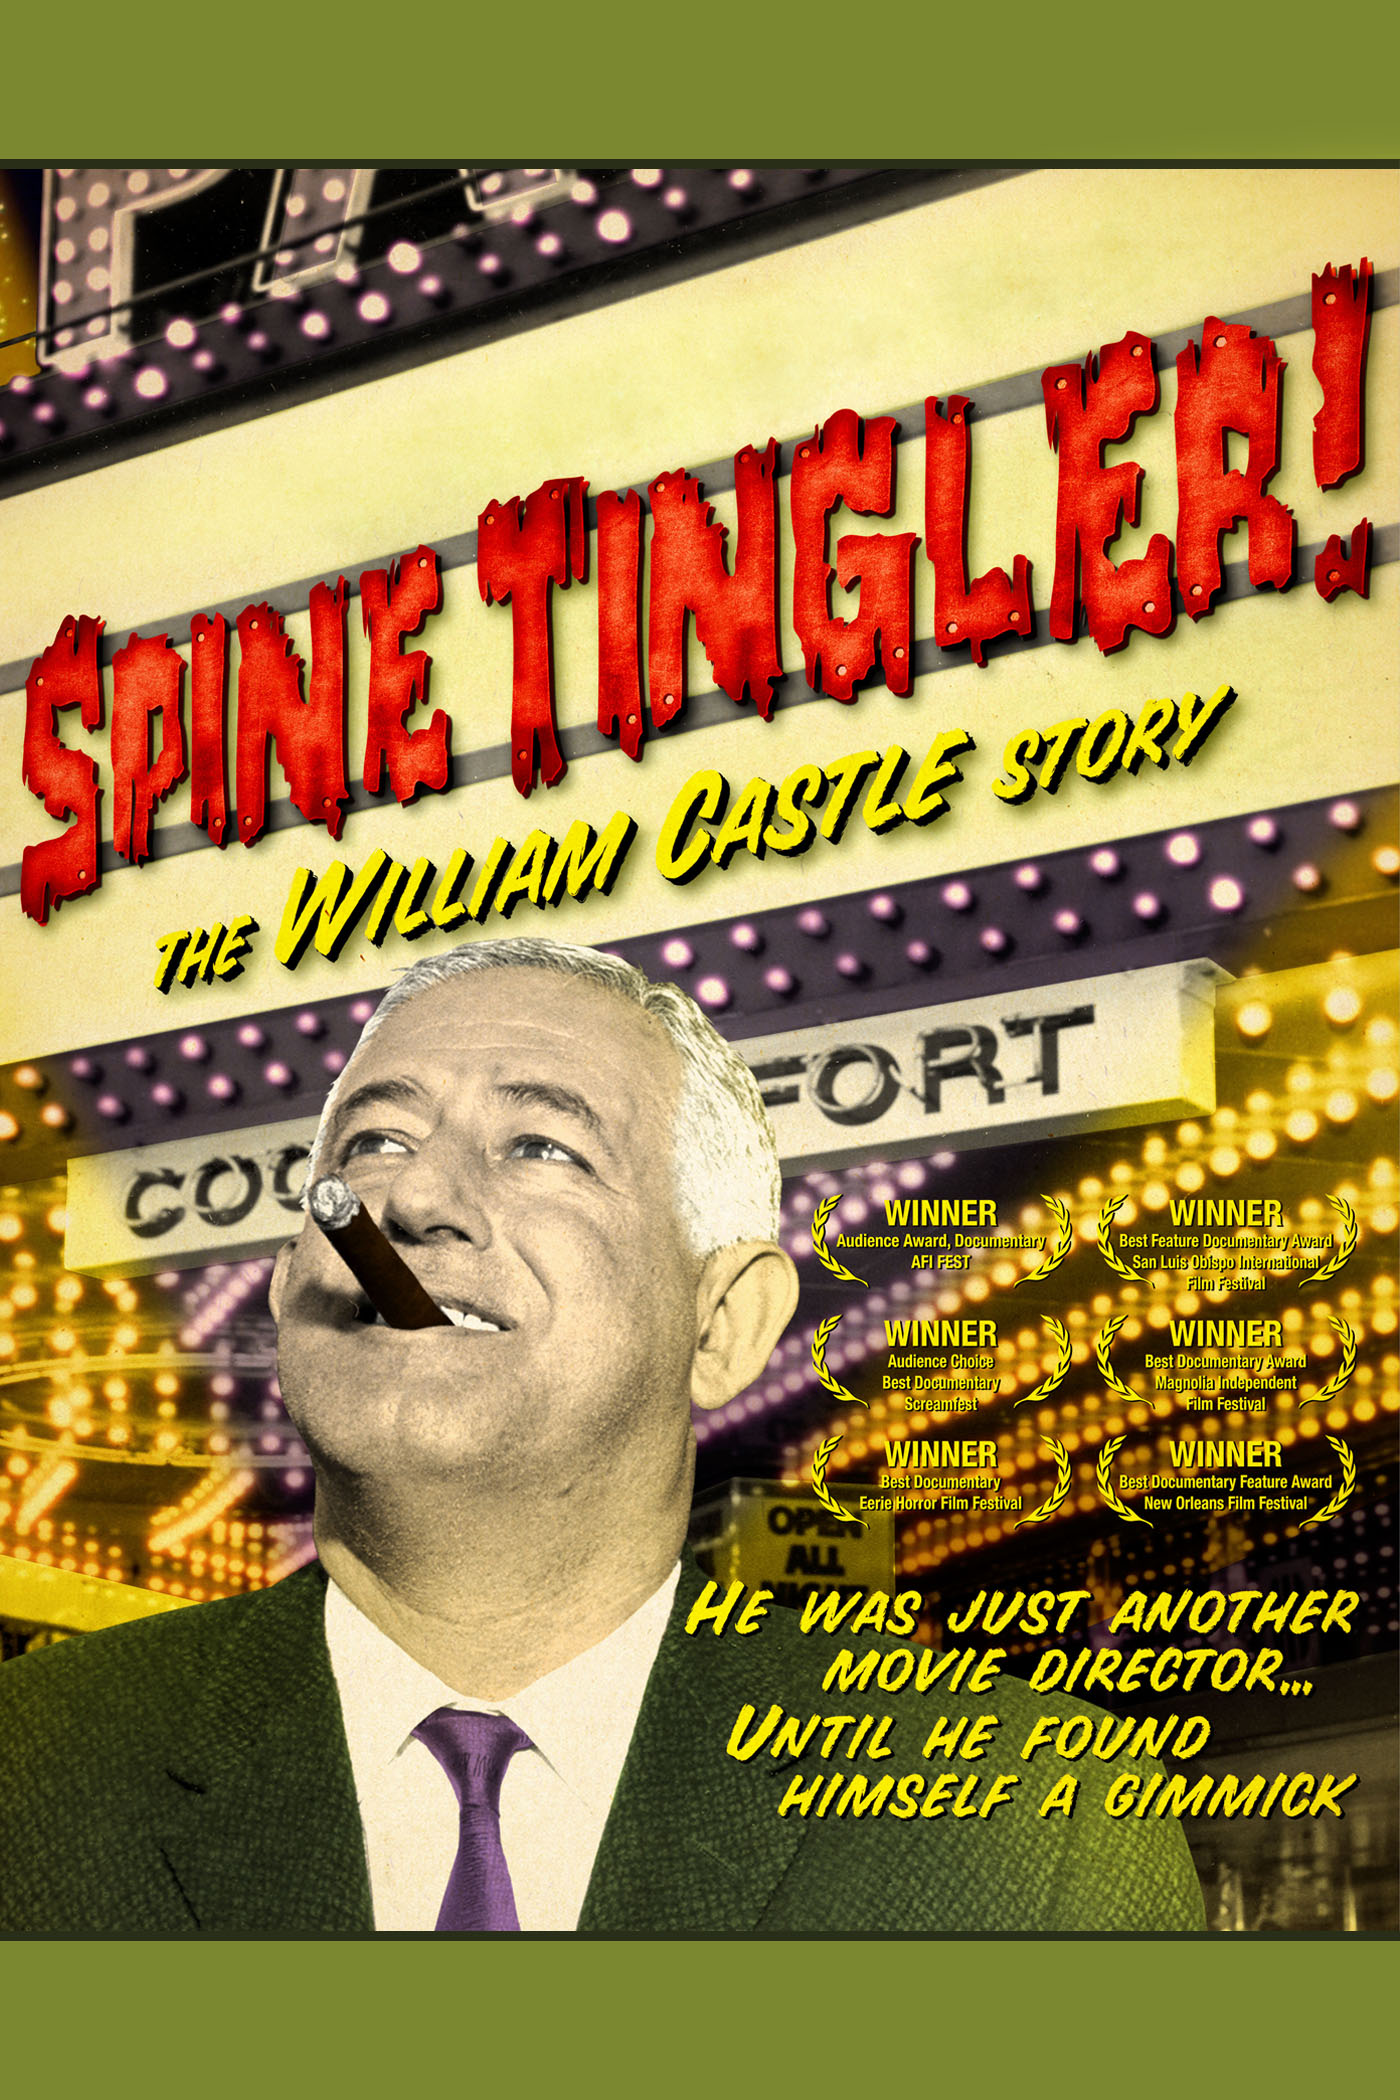 SPINE TINGLER!
THE WILLIAM CASTLE STORY
FORT
WINNER
Audience Award, Documentary
AFI FEST
WINNER
Best Feature Documentary Award
San Luis Obispo International
Film Festival
WINNER
Audience Choice
Best Documentary
Screamfest
WINNER
Best Documentary Award
Magnolia Independent
Film Festival
WINNER
Best Documentary
Eerie Horror Film Festival
WINNER
Best Documentary Feature Award
New Orleans Film Festival
OPEN
ALL
HE WAS JUST ANOTHER
MOVIE DIRECTOR...
UNTIL HE FOUND
HIMSELF A GIMMICK